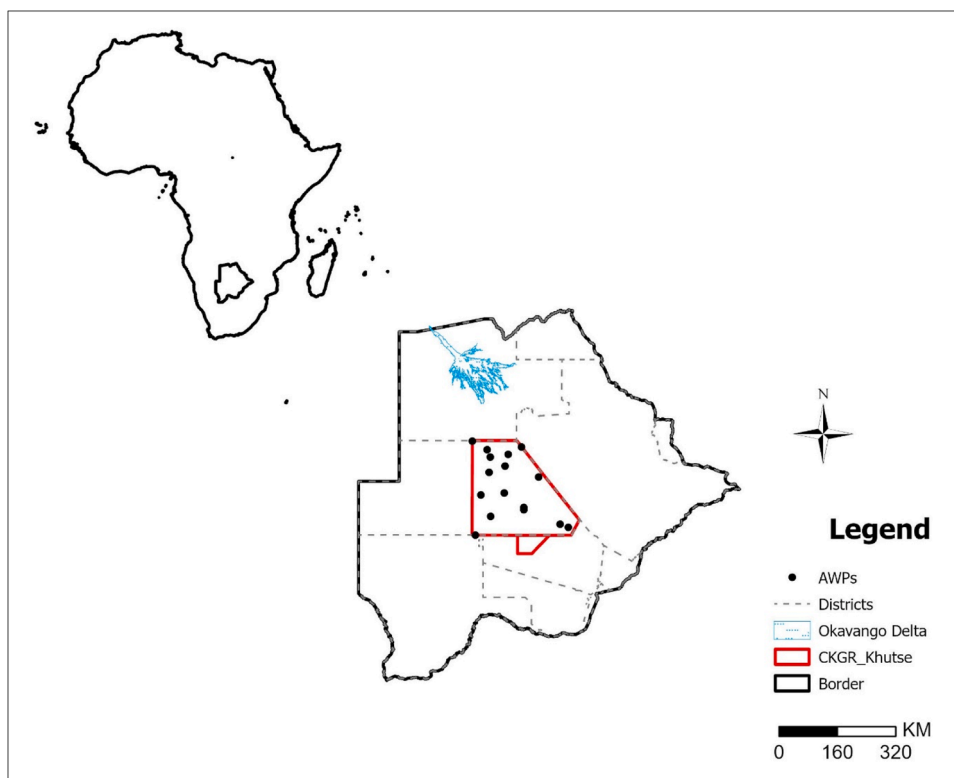 N
Legend
AWPs
Districts
Okavango Delta
CKGR_Khutse
Border
KM
0 160 320